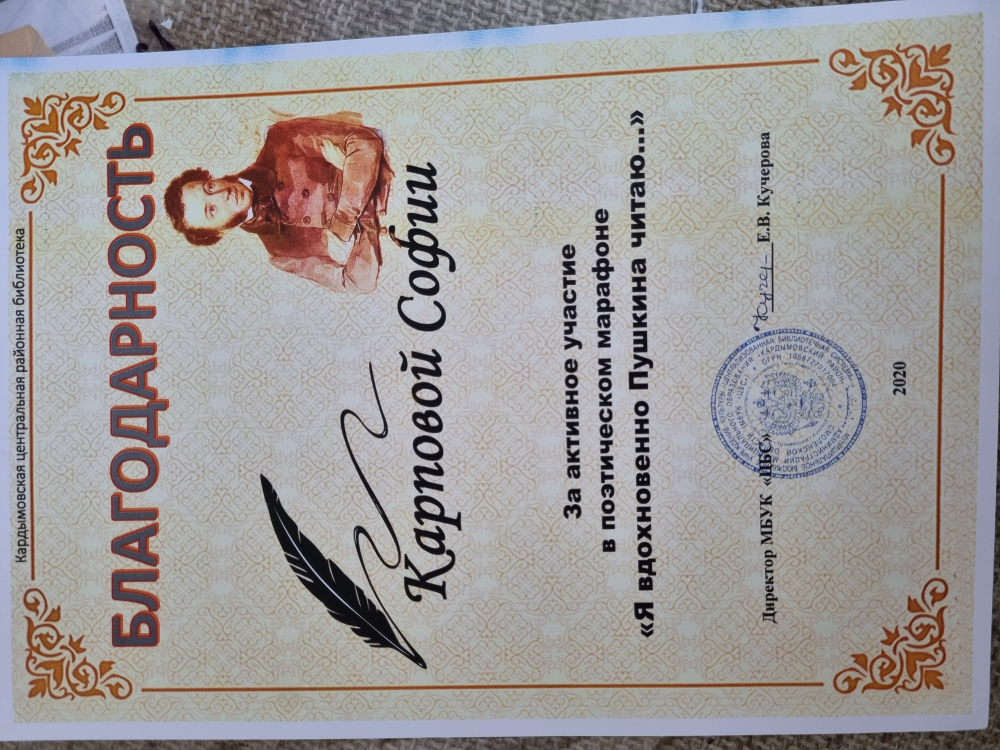 Кардымовская центральная районная библиотека
БЛАГОДАРНОСТЬ
Карповой Софии
За активное участие
в поэтическом марафоне
«Я вдохновенно Пушкина читаю...»
Директор МБУК «ЦБС» Е.В. Кучерова
2020